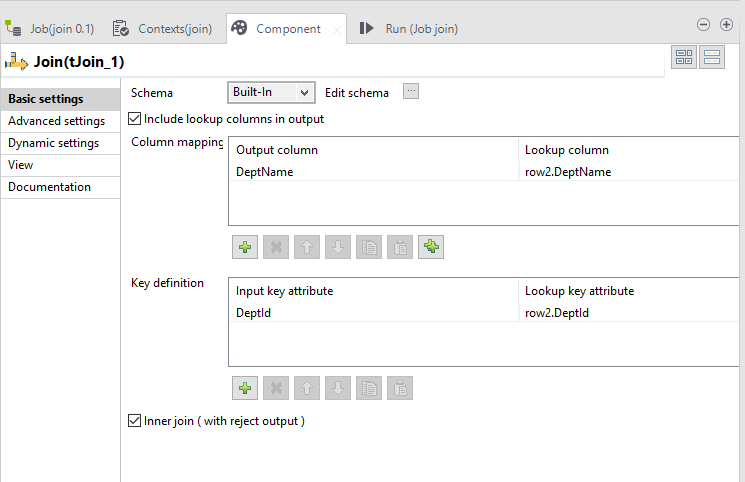 Job(join 0.1) Contexts(join) Component Run (Job join)
Join(tJoin_1)
Basic settings
Advanced settings
Dynamic settings
View
Documentation
Schema Built-In Edit schema ...
Include lookup columns in output
Column mapping
Output column Lookup column
DeptName row2.DeptName
Key definition
Input key attribute Lookup key attribute
DeptId row2.DeptId
Inner join ( with reject output )